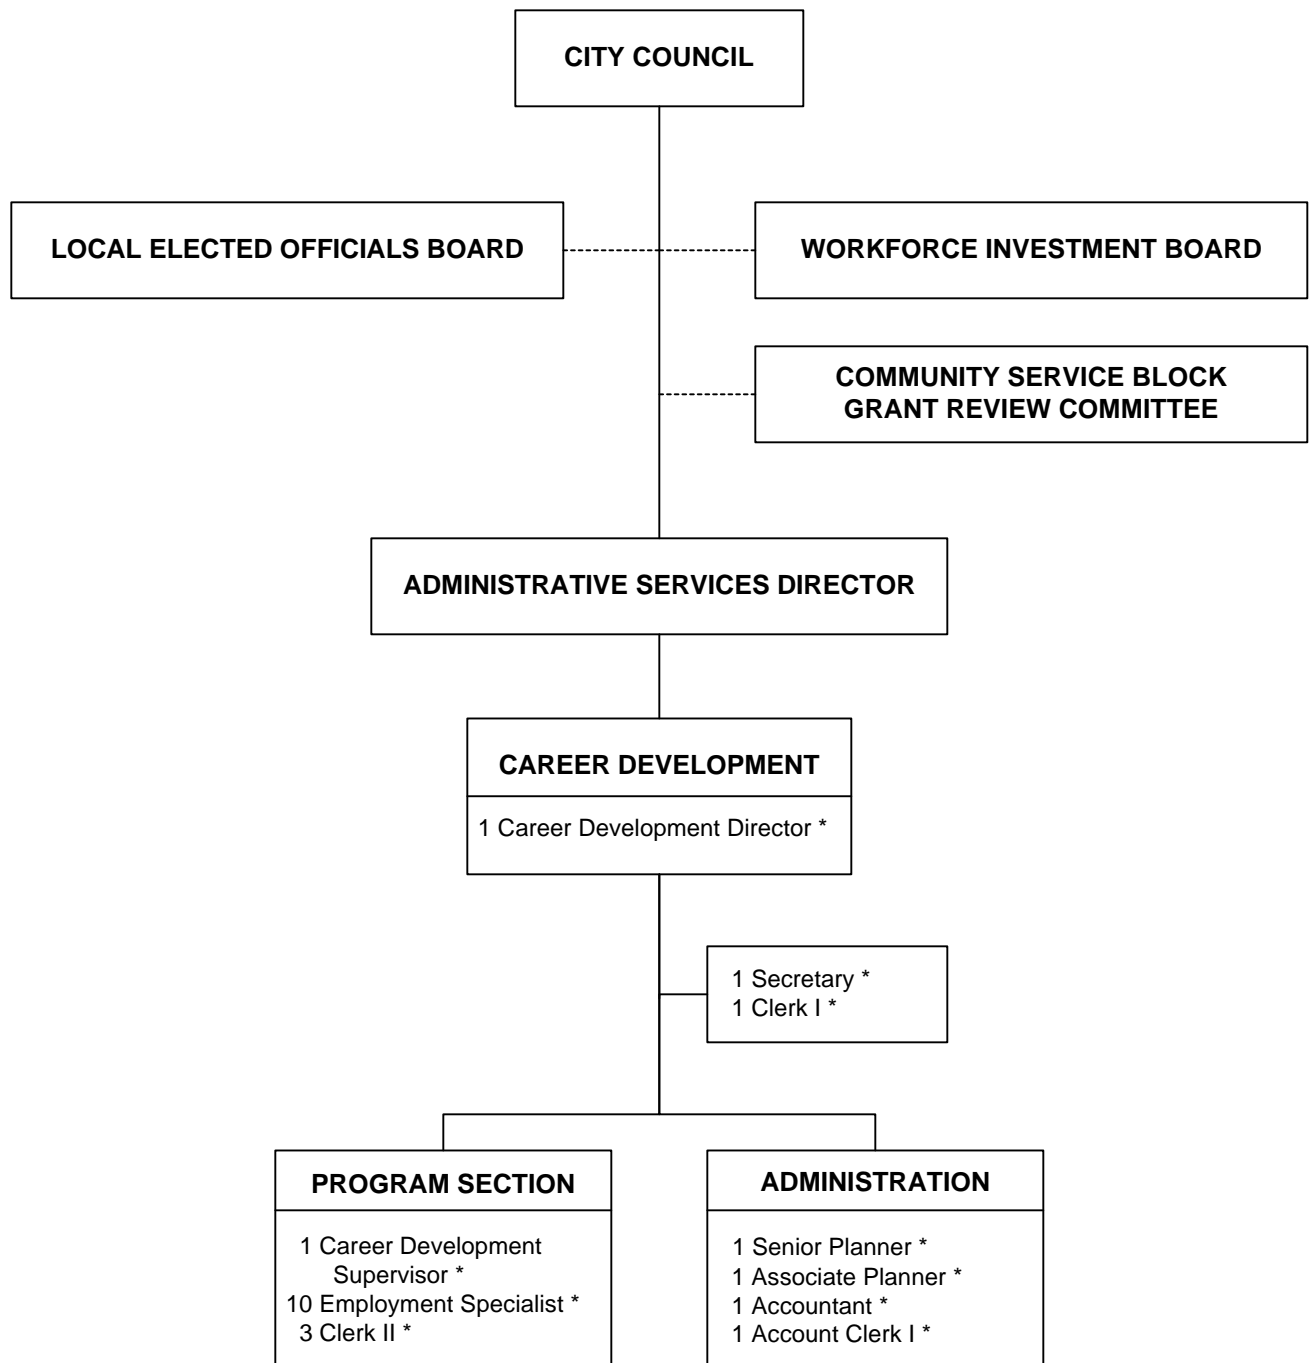 CITY COUNCIL
LOCAL ELECTED OFFICIALS BOARD
WORKFORCE INVESTMENT BOARD
COMMUNITY SERVICE BLOCK
GRANT REVIEW COMMITTEE
ADMINISTRATIVE SERVICES DIRECTOR
CAREER DEVELOPMENT
1 Career Development Director *
1 Secretary *
1 Clerk I *
PROGRAM SECTION
1 Career Development
Supervisor *
10 Employment Specialist *
3 Clerk II *
ADMINISTRATION
1 Senior Planner *
1 Associate Planner *
1 Accountant *
1 Account Clerk I *